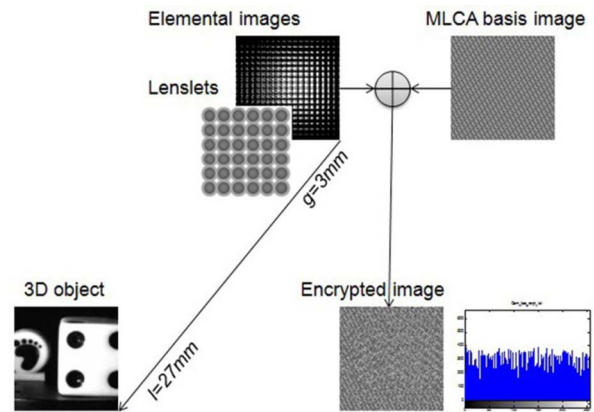 Elemental images
MLCA basis image
Lenslets
g=3mm
3D object
Encrypted image
l=27mm